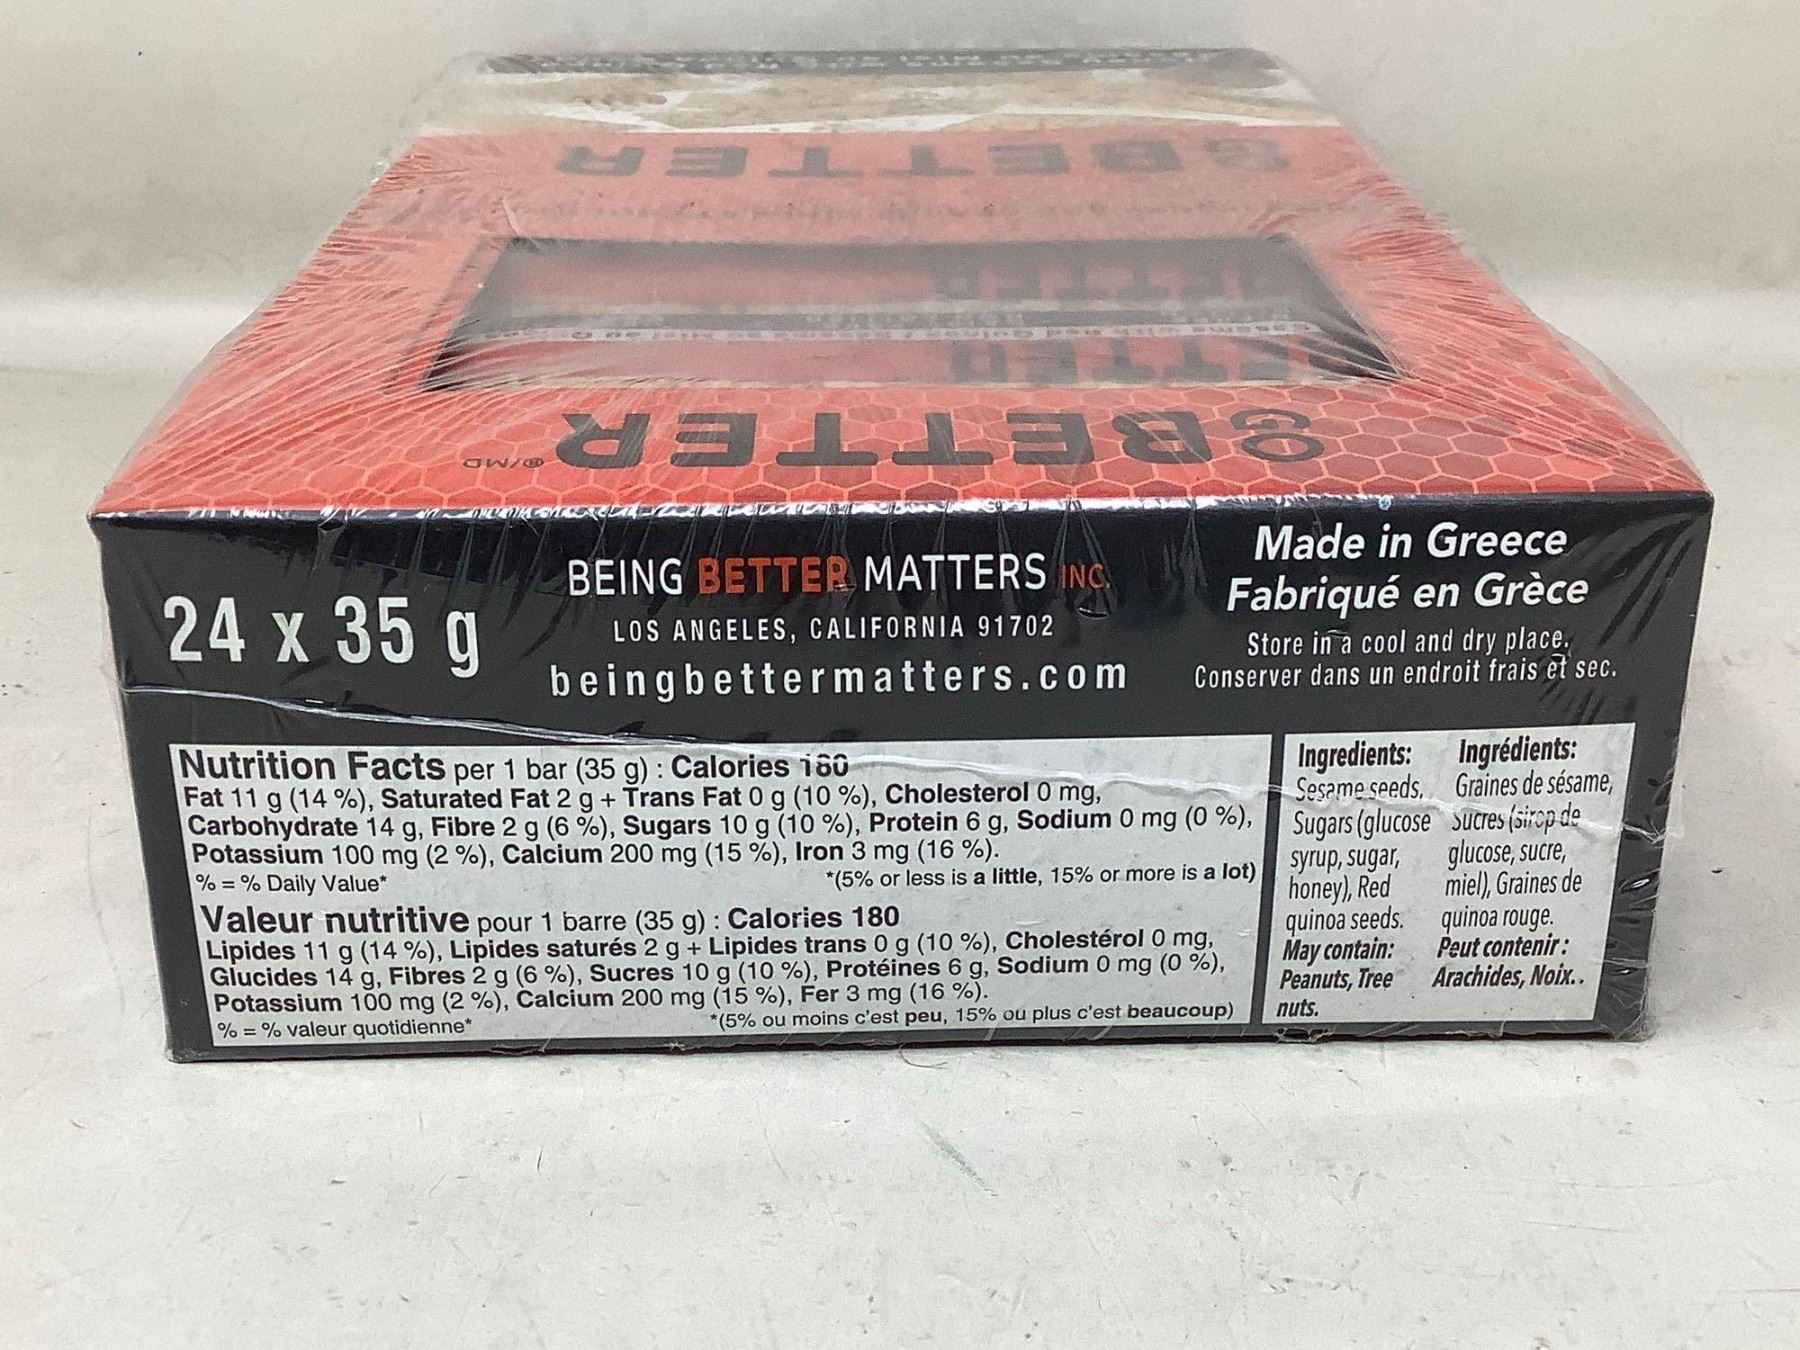 GO BETTER
GO BETTER ®/MD
24 x 35 g
BEING BETTER MATTERS INC.
LOS ANGELES, CALIFORNIA 91702
beingbettermatters.com
Made in Greece
Fabriqué en Grèce
Store in a cool and dry place.
Conserver dans un endroit frais et sec.
Nutrition Facts per 1 bar (35 g) : Calories 180
Fat 11 g (14 %), Saturated Fat 2 g + Trans Fat 0 g (10 %), Cholesterol 0 mg,
Carbohydrate 14 g, Fibre 2 g (6 %), Sugars 10 g (10 %), Protein 6 g, Sodium 0 mg (0 %),
Potassium 100 mg (2 %), Calcium 200 mg (15 %), Iron 3 mg (16 %).
% = % Daily Value* *(5% or less is a little, 15% or more is a lot)
Valeur nutritive pour 1 barre (35 g) : Calories 180
Lipides 11 g (14 %), Lipides saturés 2 g + Lipides trans 0 g (10 %), Cholestérol 0 mg,
Glucides 14 g, Fibres 2 g (6 %), Sucres 10 g (10 %), Protéines 6 g, Sodium 0 mg (0 %),
Potassium 100 mg (2 %), Calcium 200 mg (15 %), Fer 3 mg (16 %).
% = % valeur quotidienne* *(5% ou moins c'est peu, 15% ou plus c'est beaucoup)
Ingredients:
Sesame seeds,
Sugars (glucose
syrup, sugar,
honey), Red
quinoa seeds.
May contain:
Peanuts, Tree
nuts.
Ingrédients:
Graines de sésame,
Sucres (sirop de
glucose, sucre,
miel), Graines de
quinoa rouge.
Peut contenir :
Arachides, Noix..